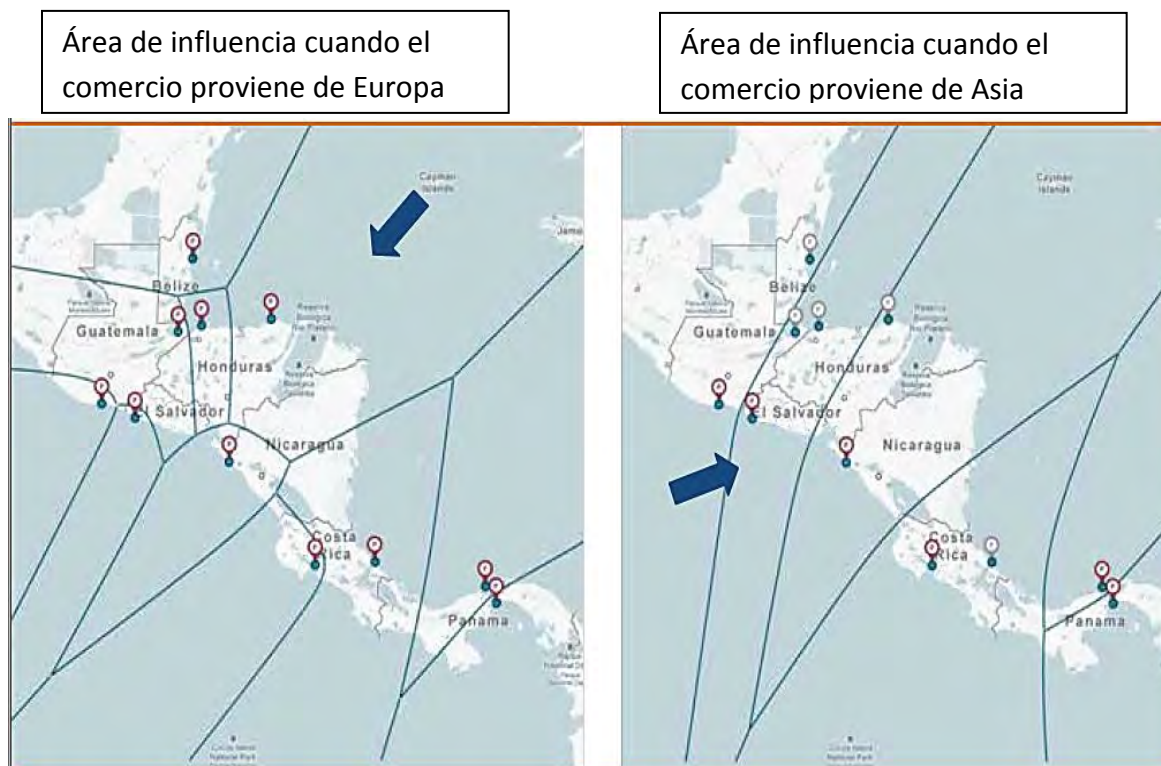 Área de influencia cuando el
comercio proviene de Europa
Área de influencia cuando el
comercio proviene de Asia
Cayman
Islands
Belize
Guatemala
Honduras
El Salvador
Nicaragua
Costa
Rica
Panama
Cayman
Islands
Belize
Guatemala
Honduras
El Salvador
Nicaragua
Costa
Rica
Panama